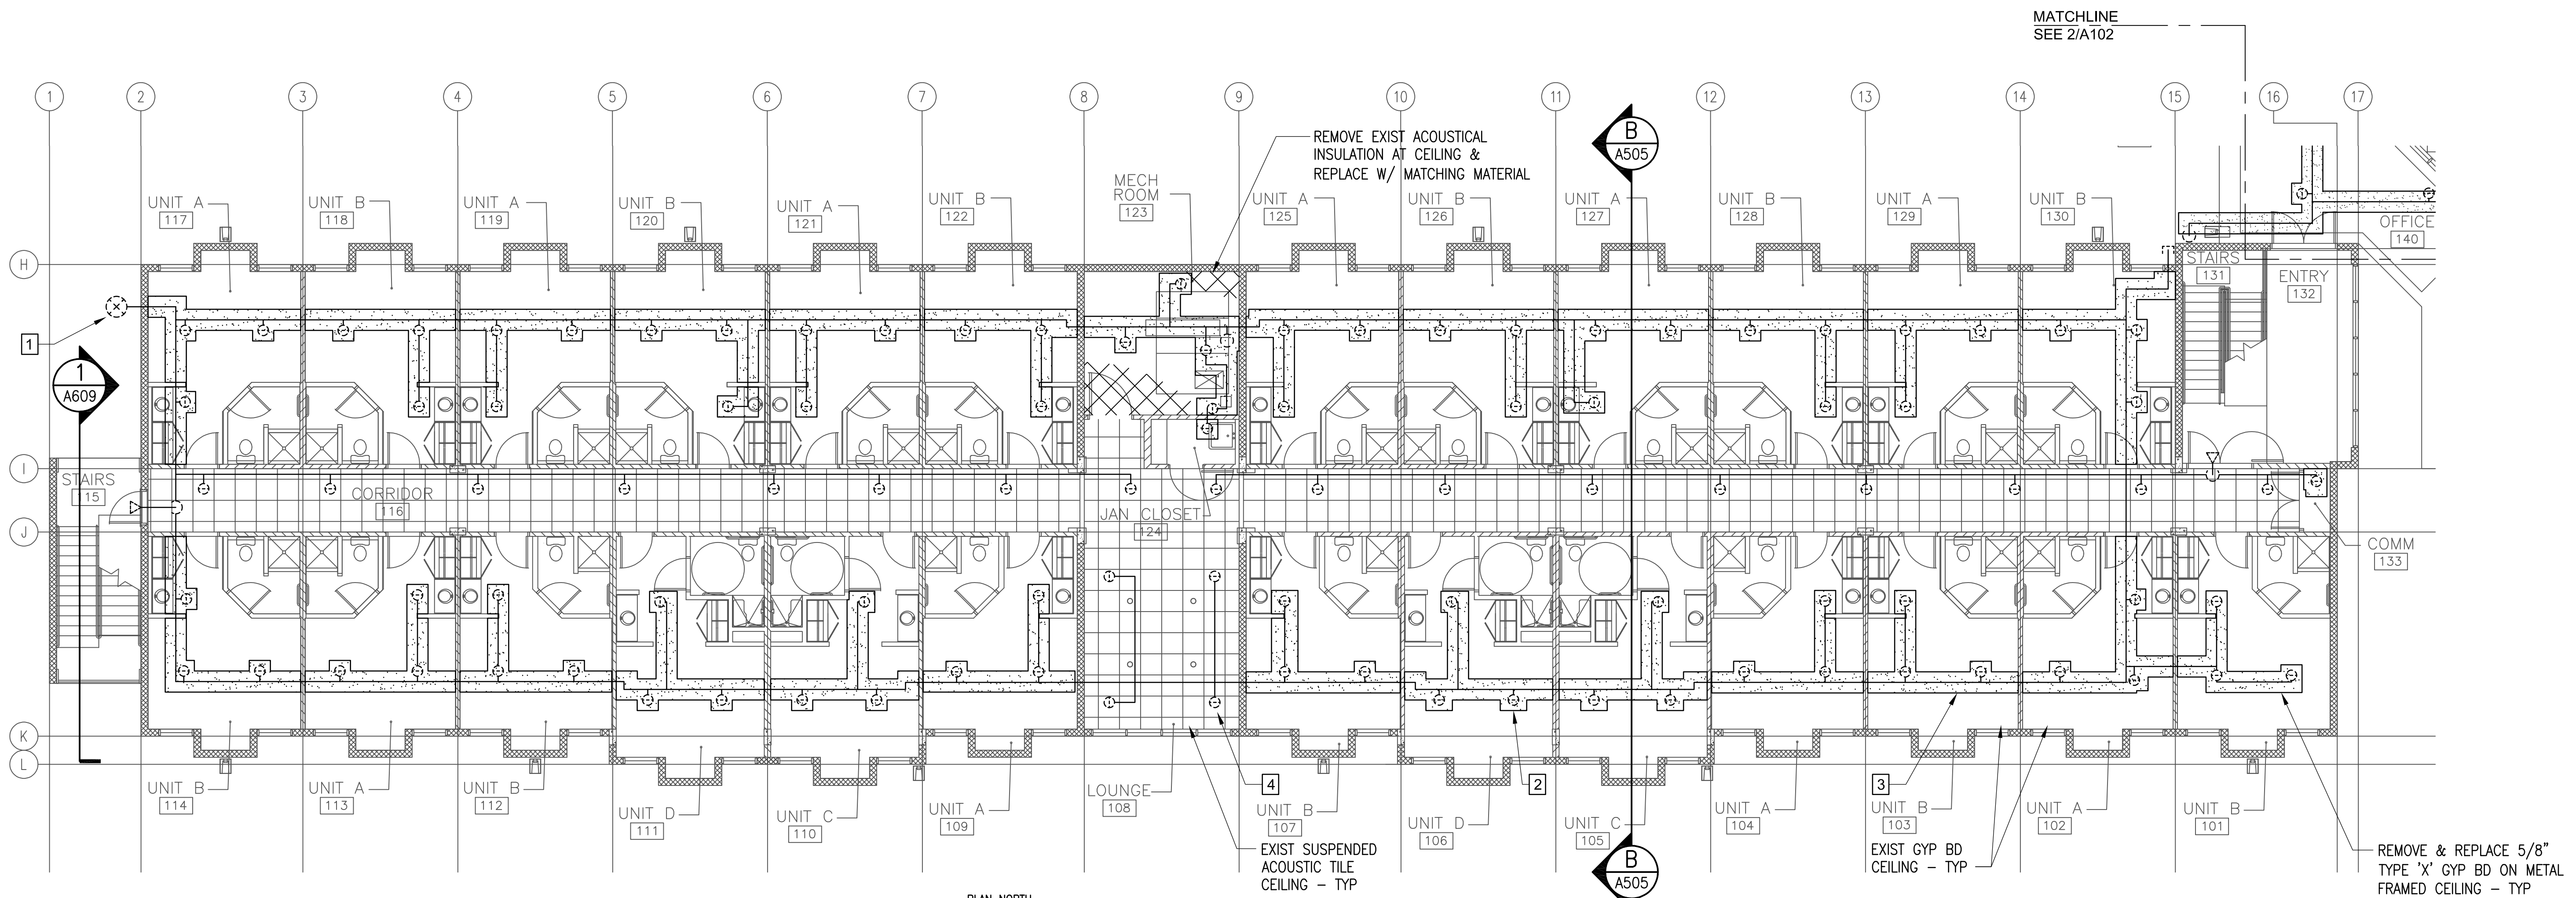 MATCHLINE
SEE 2/A102
1
2
3
4
5
6
7
8
9
10
11
12
13
14
15
16
17
B
A505
REMOVE EXIST ACOUSTICAL
INSULATION AT CEILING &
REPLACE W/ MATCHING MATERIAL
MECH
ROOM
123
UNIT A
117
UNIT B
118
UNIT A
119
UNIT B
120
UNIT A
121
UNIT B
122
UNIT A
125
UNIT B
126
UNIT A
127
UNIT B
128
UNIT A
129
UNIT B
130
OFFICE
140
H
STAIRS
131
ENTRY
132
1
1
A609
I
STAIRS
115
CORRIDOR
116
JAN CLOSET
124
J
COMM
133
K
L
UNIT B
114
UNIT A
113
UNIT B
112
UNIT D
111
UNIT C
110
UNIT A
109
LOUNGE
108
4
UNIT B
107
UNIT D
106
2
UNIT C
105
UNIT A
104
3
UNIT B
103
UNIT A
102
UNIT B
101
EXIST SUSPENDED
ACOUSTIC TILE
CEILING – TYP
B
A505
EXIST GYP BD
CEILING – TYP
REMOVE & REPLACE 5/8"
TYPE 'X' GYP BD ON METAL
FRAMED CEILING – TYP
PLAN NORTH